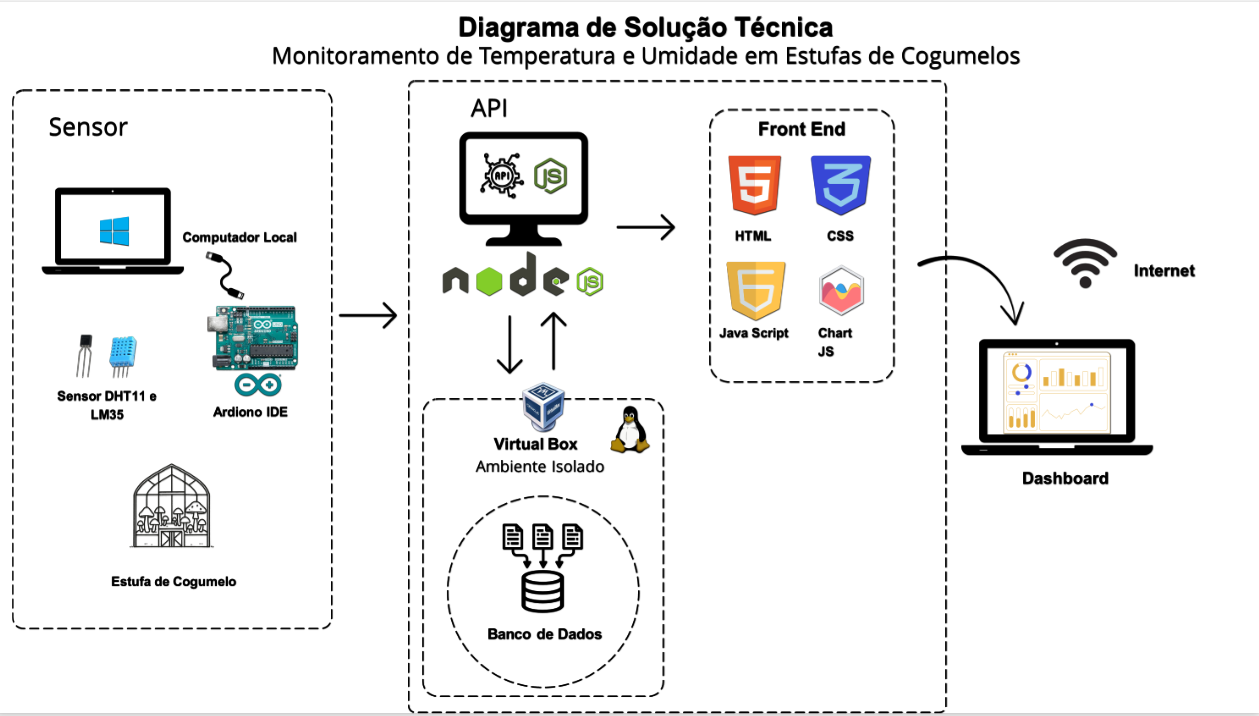 Diagrama de Solução Técnica
Monitoramento de Temperatura e Umidade em Estufas de Cogumelos
Sensor
Computador Local
Sensor DHT11 e
LM35
Ardiono IDE
Estufa de Cogumelo
API
API
JS
node
JS
Virtual Box
Ambiente Isolado
Banco de Dados
Front End
HTML
CSS
Java Script
Chart
JS
Internet
Dashboard